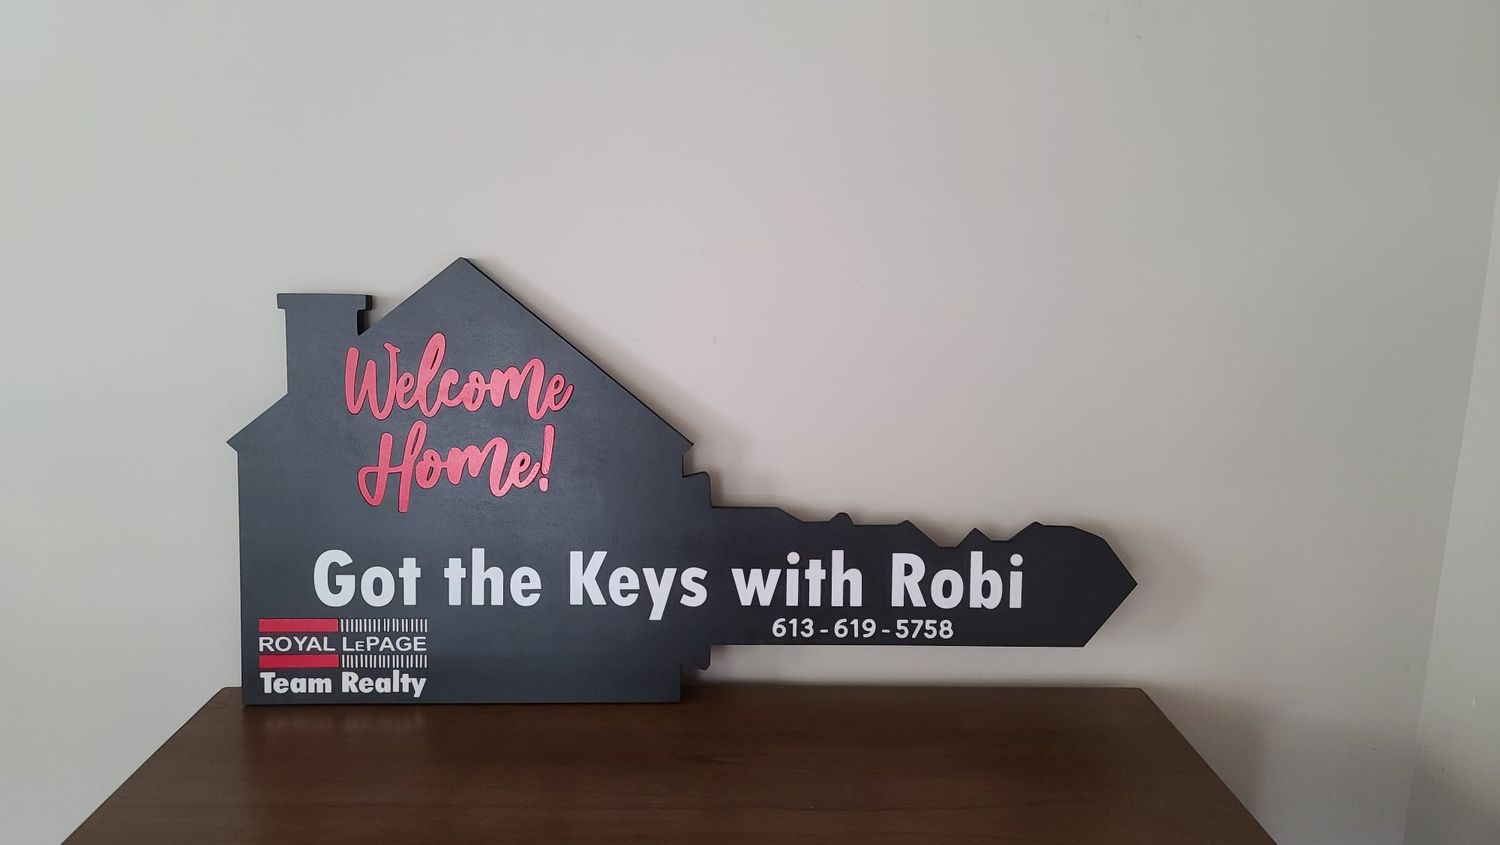 Welcome
Home!
Got the Keys with Robi
613-619-5758
ROYAL LEPAGE
Team Realty